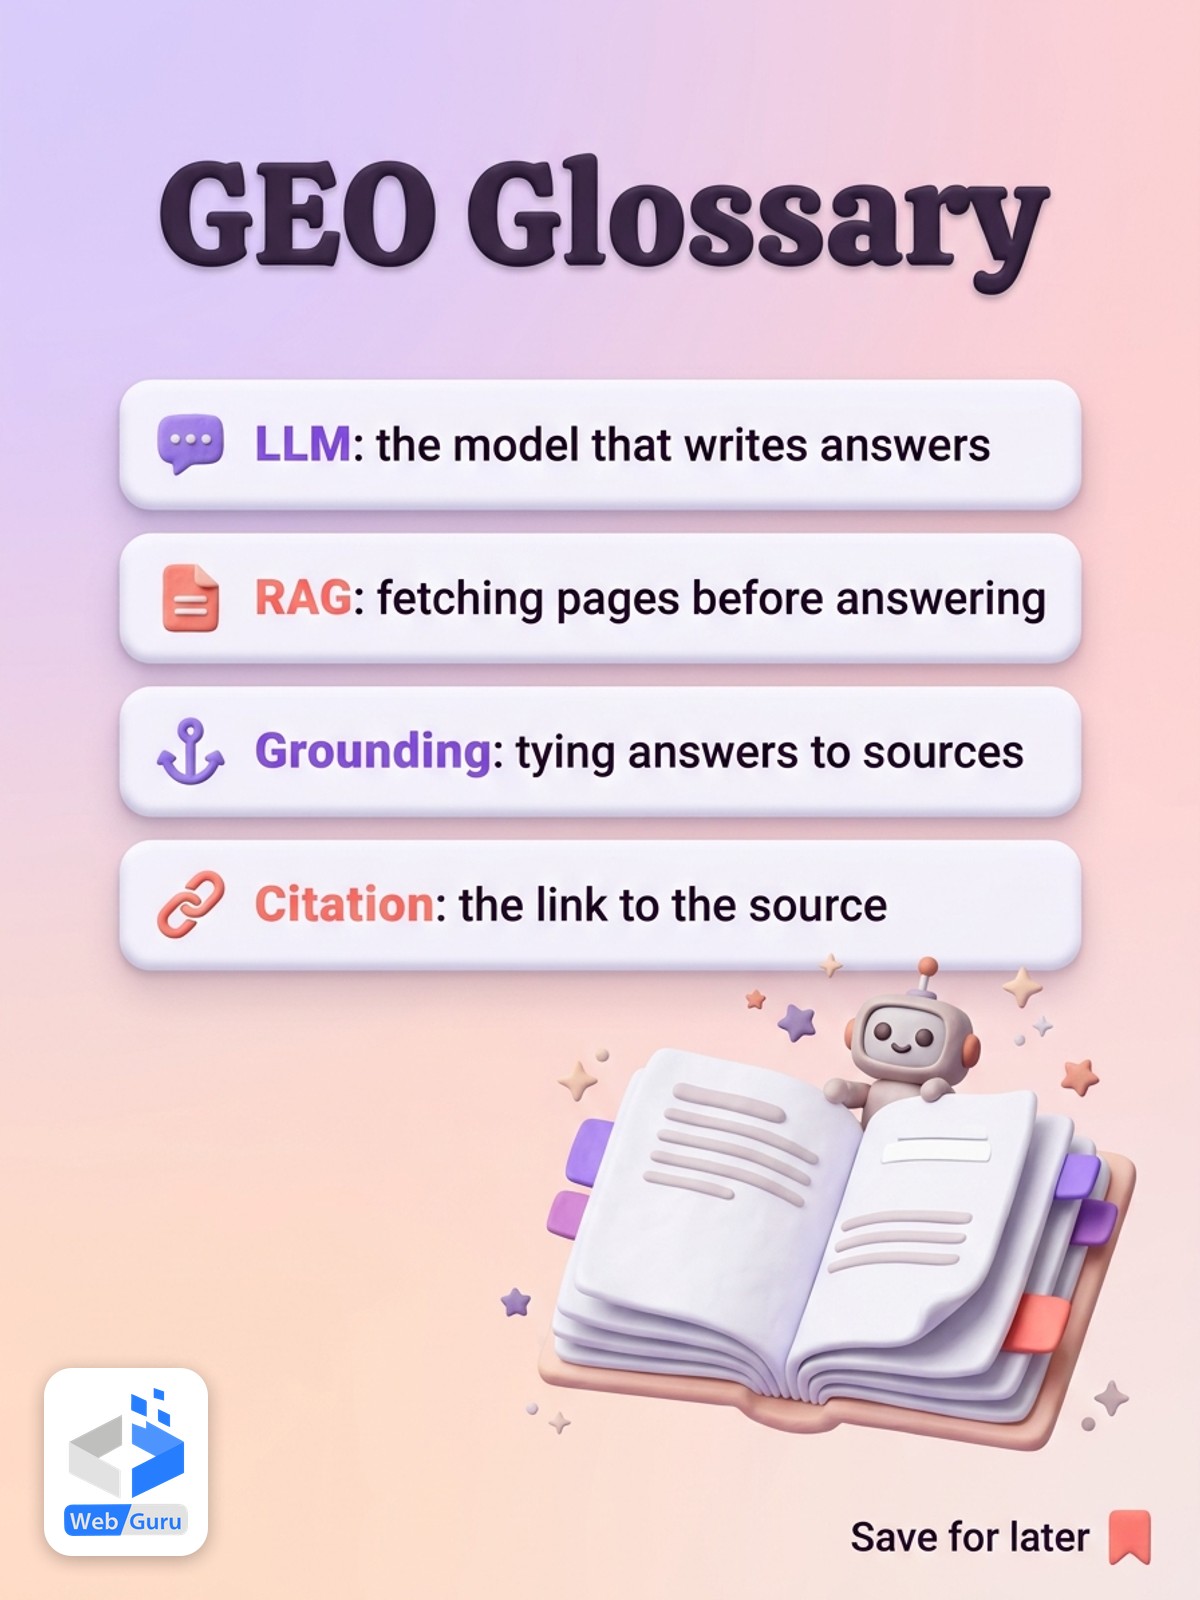 GEO Glossary
LLM: the model that writes answers
RAG: fetching pages before answering
Grounding: tying answers to sources
Citation: the link to the source
Web/Guru
Save for later